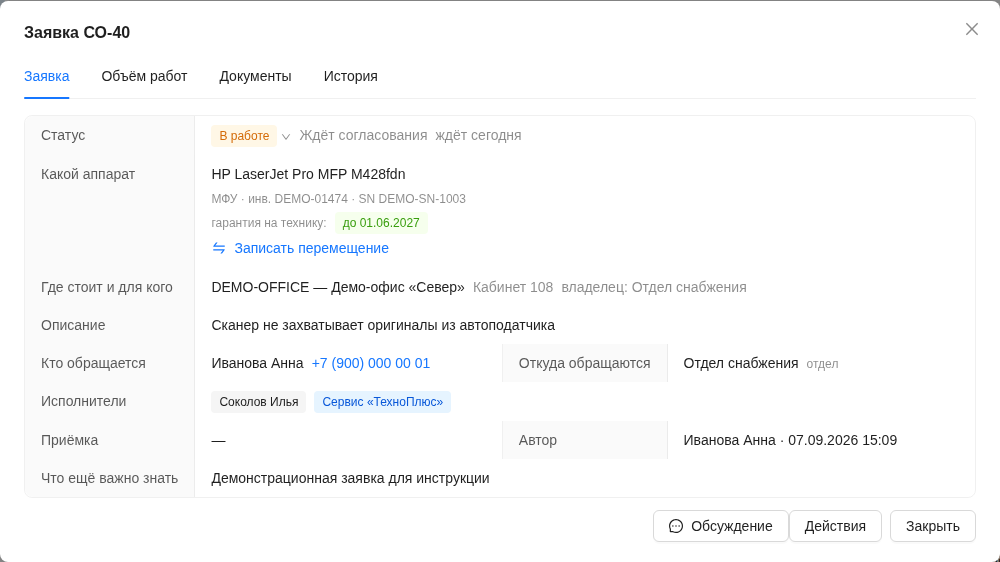 Заявка СО-40
Заявка Объём работ Документы История
Статус В работе Ждёт согласования ждёт сегодня
Какой аппарат HP LaserJet Pro MFP M428fdn
МФУ · инв. DEMO-01474 · SN DEMO-SN-1003
гарантия на технику: до 01.06.2027
Записать перемещение
Где стоит и для кого DEMO-OFFICE — Демо-офис «Север» Кабинет 108 владелец: Отдел снабжения
Описание Сканер не захватывает оригиналы из автоподатчика
Кто обращается Иванова Анна +7 (900) 000 00 01 Откуда обращаются Отдел снабжения отдел
Исполнители Соколов Илья Сервис «ТехноПлюс»
Приёмка — Автор Иванова Анна · 07.09.2026 15:09
Что ещё важно знать Демонстрационная заявка для инструкции
Обсуждение Действия Закрыть